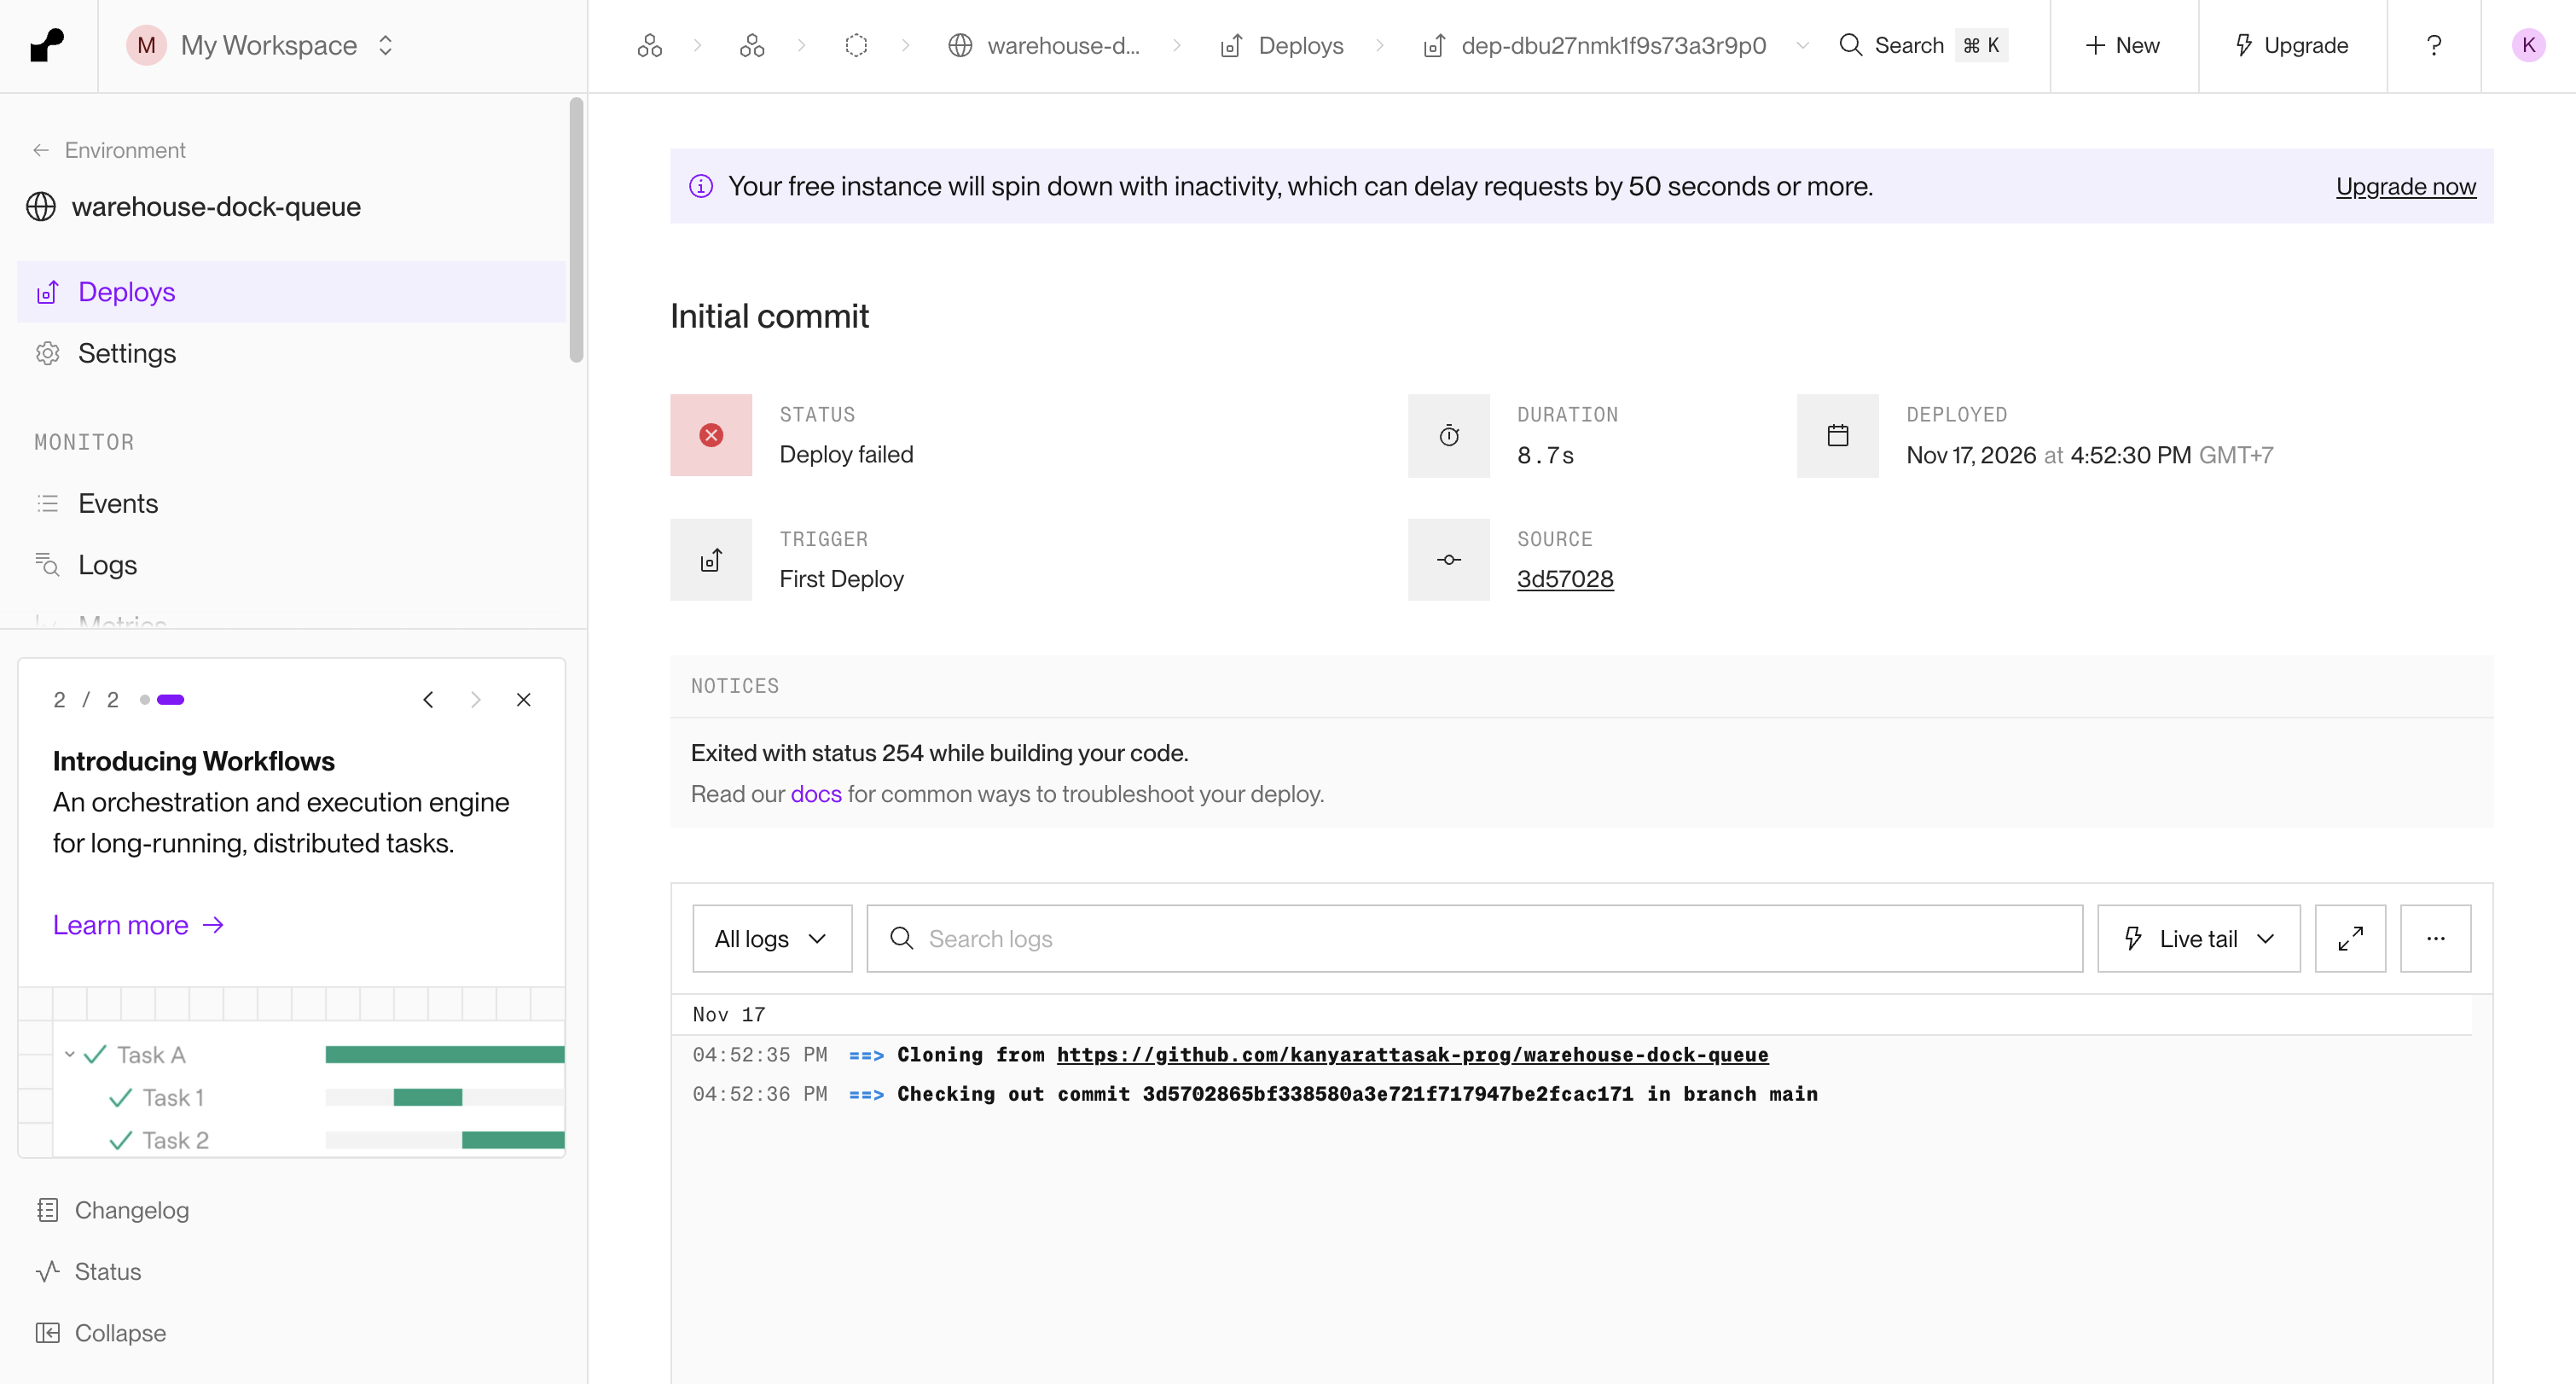 M My Workspace
warehouse-d... Deploys dep-dbu27nmk1f9s73a3r9p0
Search ⌘ K
+ New
Upgrade
?
K
← Environment
warehouse-dock-queue
Deploys
Settings
MONITOR
Events
Logs
Metrics
2 / 2
Introducing Workflows
An orchestration and execution engine
for long-running, distributed tasks.
Learn more →
Task A
Task 1
Task 2
Changelog
Status
Collapse
Your free instance will spin down with inactivity, which can delay requests by 50 seconds or more.
Upgrade now
Initial commit
STATUS
Deploy failed
DURATION
8.7s
DEPLOYED
Nov 17, 2026 at 4:52:30 PM GMT+7
TRIGGER
First Deploy
SOURCE
3d57028
NOTICES
Exited with status 254 while building your code.
Read our docs for common ways to troubleshoot your deploy.
All logs
Search logs
Live tail
...
Nov 17
04:52:35 PM ==> Cloning from https://github.com/kanyarattasak-prog/warehouse-dock-queue
04:52:36 PM ==> Checking out commit 3d5702865bf338580a3e721f717947be2fcac171 in branch main